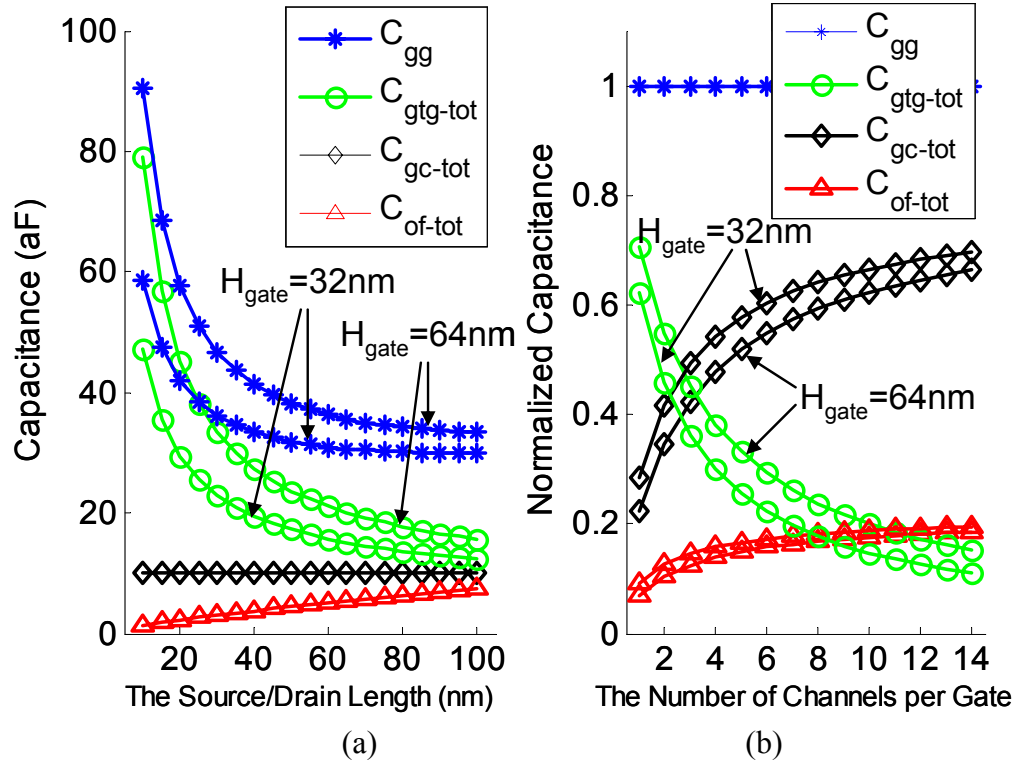 100
80
60
40
20
0
20
40
60
80
100
Capacitance (aF)
The Source/Drain Length (nm)
C_gg
C_gtg-tot
C_gc-tot
C_of-tot
H_gate=32nm
H_gate=64nm
(a)
1
0.8
0.6
0.4
0.2
0
2
4
6
8
10
12
14
Normalized Capacitance
The Number of Channels per Gate
C_gg
C_gtg-tot
C_gc-tot
C_of-tot
H_gate=32nm
H_gate=64nm
(b)